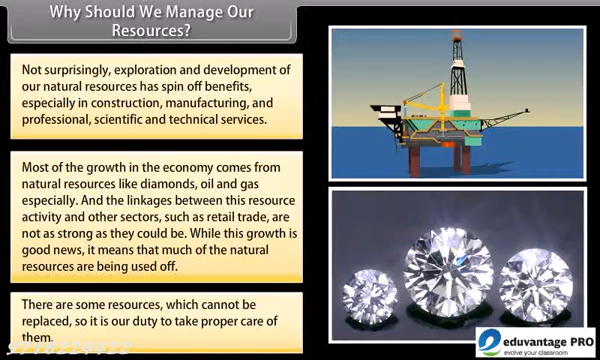 Why Should We Manage Our
Resources?
Not surprisingly, exploration and development of
our natural resources has spin off benefits,
especially in construction, manufacturing, and
professional, scientific and technical services.
Most of the growth in the economy comes from
natural resources like diamonds, oil and gas
especially. And the linkages between this resource
activity and other sectors, such as retail trade, are
not as strong as they could be. While this growth is
good news, it means that much of the natural
resources are being used off.
There are some resources, which cannot be
replaced, so it is our duty to take proper care of
them.
eduvantage PRO
evolve your classroom